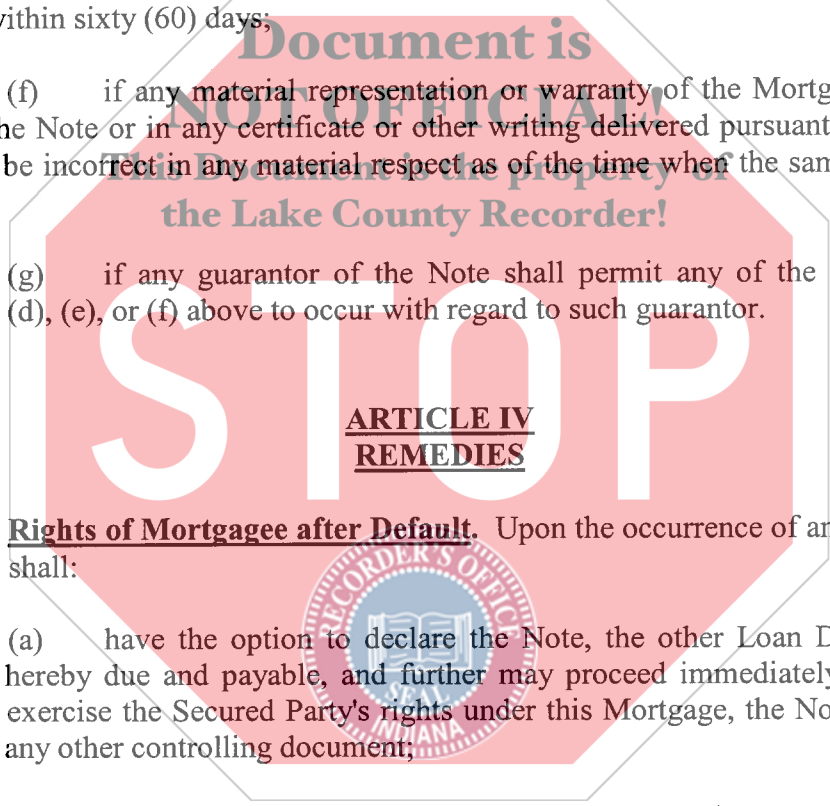 within sixty (60) days;
Document is
(f) if any material representation or warranty of the Mortg
NOT OFFICIAL!
he Note or in any certificate or other writing delivered pursuant
This Document is the property of
be incorrect in any material respect as of the time when the sam
the Lake County Recorder!
(g) if any guarantor of the Note shall permit any of the
(d), (e), or (f) above to occur with regard to such guarantor.
STOP
ARTICLE IV
REMEDIES
Rights of Mortgagee after Default. Upon the occurrence of an
shall:
RECORDER'S OFFICE
(a) have the option to declare the Note, the other Loan D
hereby due and payable, and further may proceed immediately
SEAL
exercise the Secured Party's rights under this Mortgage, the No
INDIANA
any other controlling document;